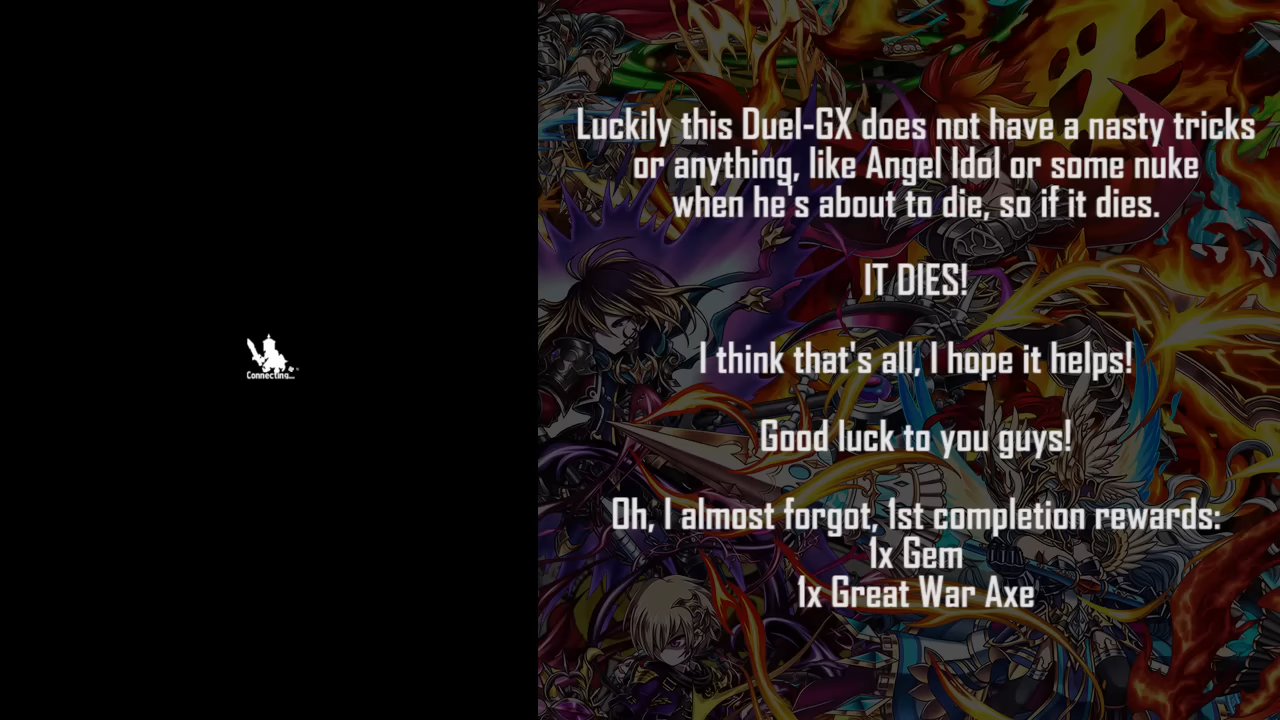 Connecting...
Luckily this Duel-GX does not have a nasty tricks
or anything, like Angel Idol or some nuke
when he's about to die, so if it dies.
IT DIES!
I think that's all, I hope it helps!
Good luck to you guys!
Oh, I almost forgot, 1st completion rewards:
1x Gem
1x Great War Axe